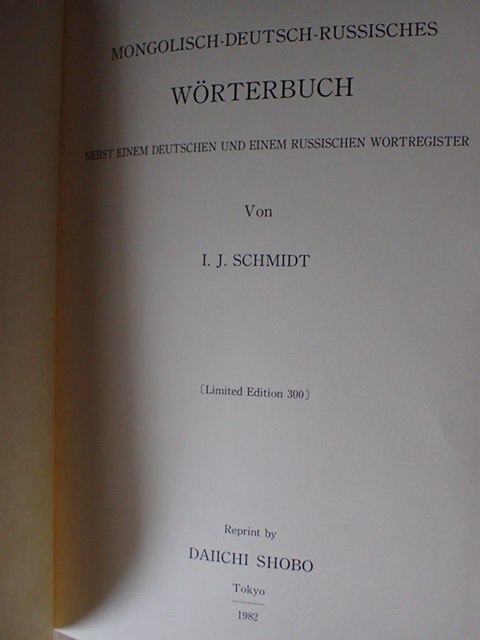 MONGOLISCH-DEUTSCH-RUSSISCHES
WÖRTERBUCH
NEBST EINEM DEUTSCHEN UND EINEM RUSSISCHEN WORTREGISTER
Von
I. J. SCHMIDT
〔Limited Edition 300〕
Reprint by
DAIICHI SHOBO
Tokyo
1982